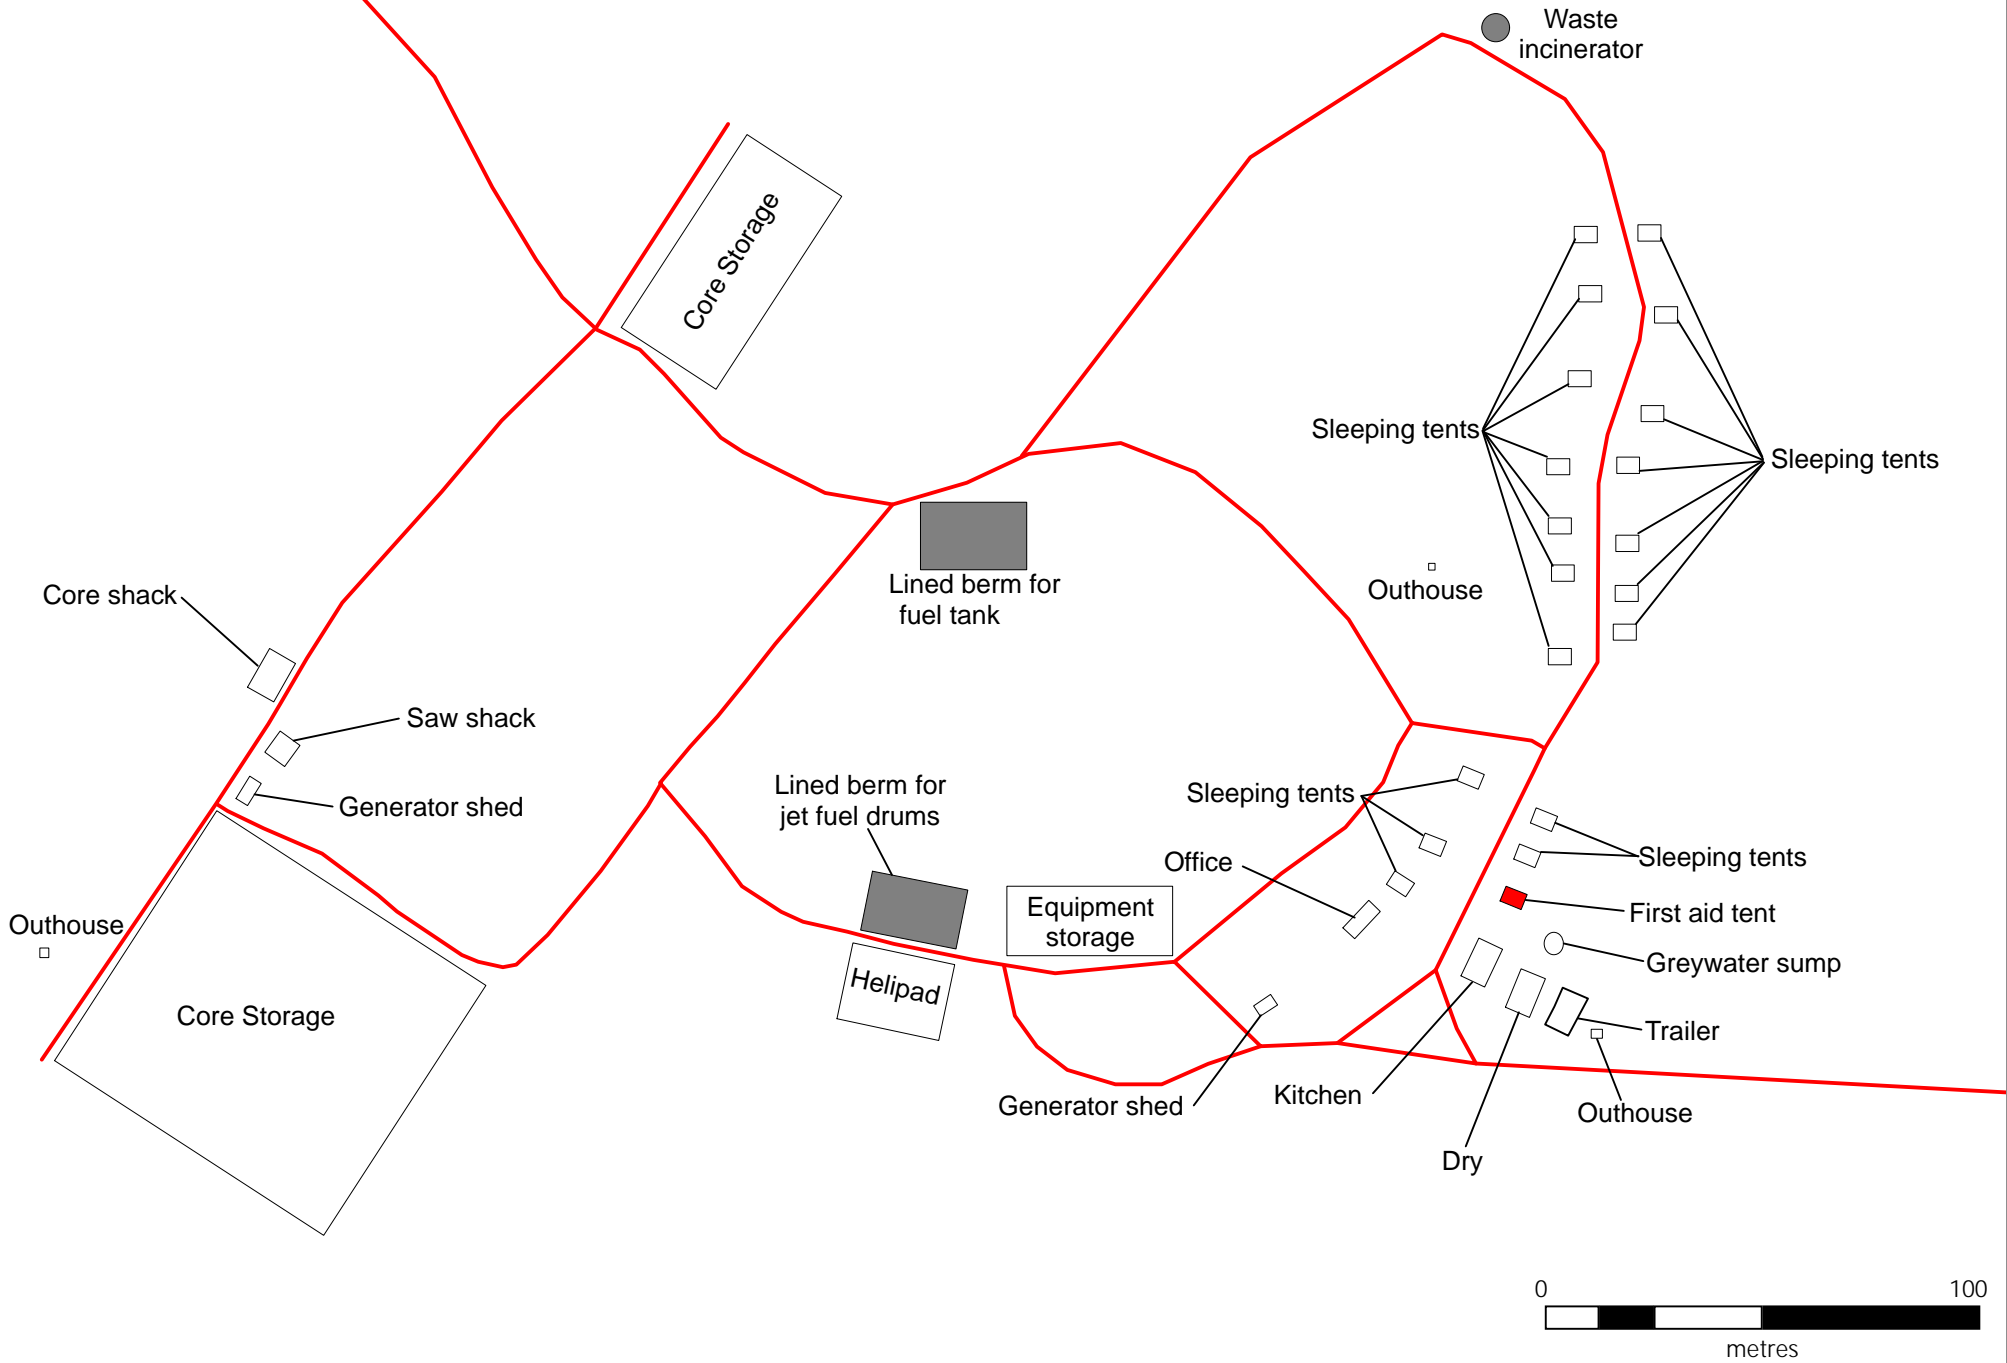 Waste
incinerator
Core Storage
Sleeping tents
Sleeping tents
Outhouse
Lined berm for
fuel tank
Core shack
Saw shack
Generator shed
Lined berm for
jet fuel drums
Sleeping tents
Office
Sleeping tents
First aid tent
Equipment
storage
Outhouse
Greywater sump
Helipad
Core Storage
Trailer
Generator shed
Kitchen
Outhouse
Dry
0 100
metres